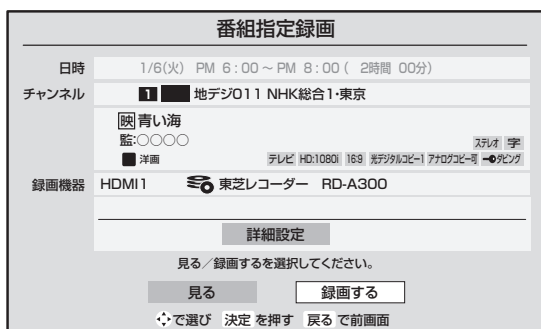 番組指定録画
日時 1/6(火) PM 6:00~PM 8:00( 2時間 00分)
チャンネル 1 地デジ011 NHK総合1・東京
映 青い海
監:○○○○
ステレオ 字
洋画 テレビ HD:1080i 16:9 光デジタルコピー1 アナログコピー可 ダビング
録画機器 HDMI1 東芝レコーダー RD-A300
詳細設定
見る/録画するを選択してください。
見る 録画する
で選び 決定 を押す 戻る で前画面